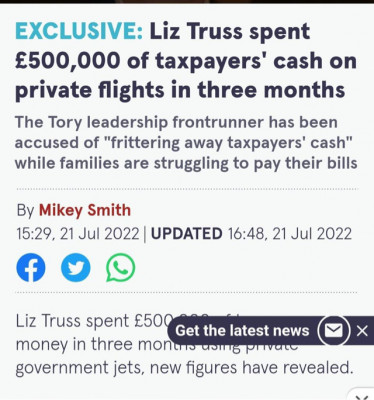 EXCLUSIVE: Liz Truss spent
£500,000 of taxpayers' cash on
private flights in three months
The Tory leadership frontrunner has been
accused of "frittering away taxpayers' cash"
while families are struggling to pay their bills
By Mikey Smith
15:29, 21 Jul 2022 | UPDATED 16:48, 21 Jul 2022
Liz Truss spent £500
Get the latest news
money in three months using private
government jets, new figures have revealed.